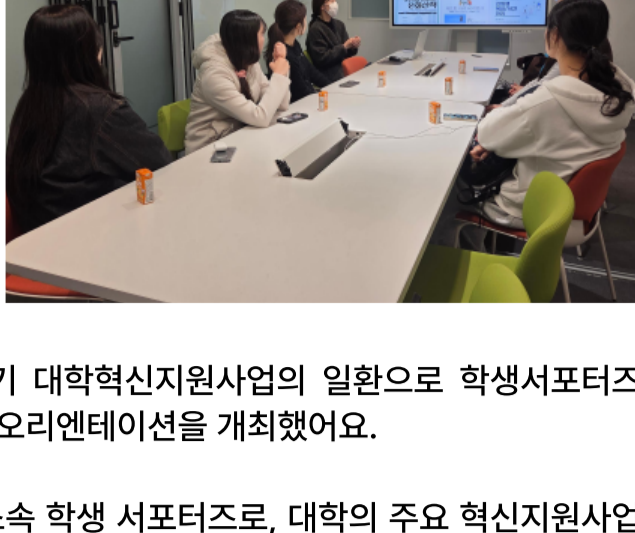 기 대학혁신지원사업의 일환으로 학생서포터즈
오리엔테이션을 개최했어요.
소속 학생 서포터즈로, 대학의 주요 혁신지원사업